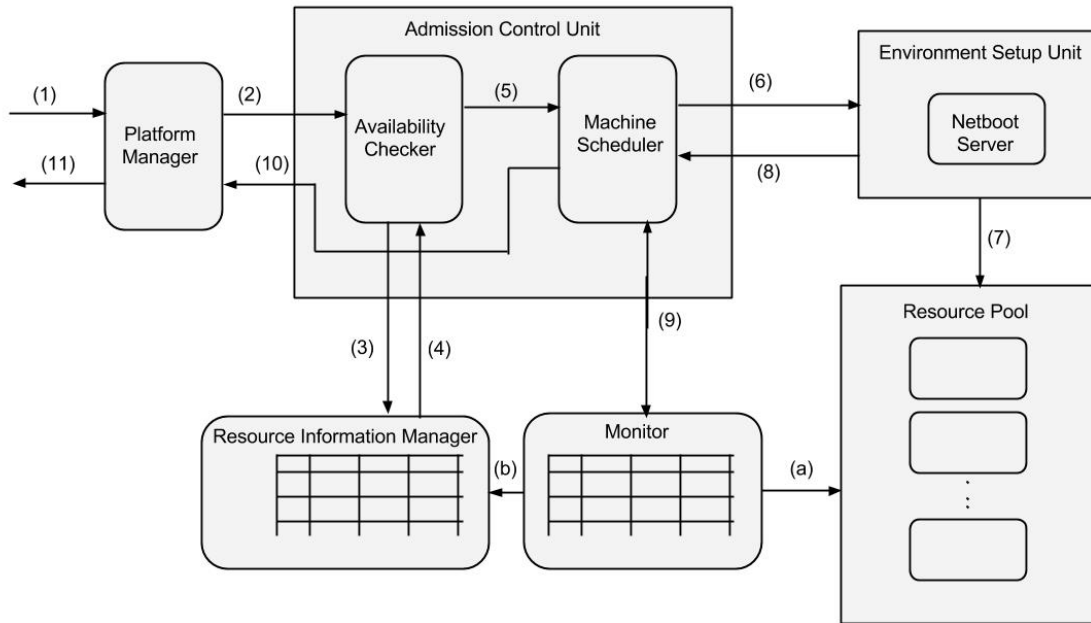 Admission Control Unit
Environment Setup Unit
(1)
(2)
(5)
(6)
Platform
Manager
Availability
Checker
Machine
Scheduler
Netboot
Server
(11)
(10)
(8)
(7)
(3)
(4)
(9)
Resource Pool
Resource Information Manager
Monitor
(b)
(a)